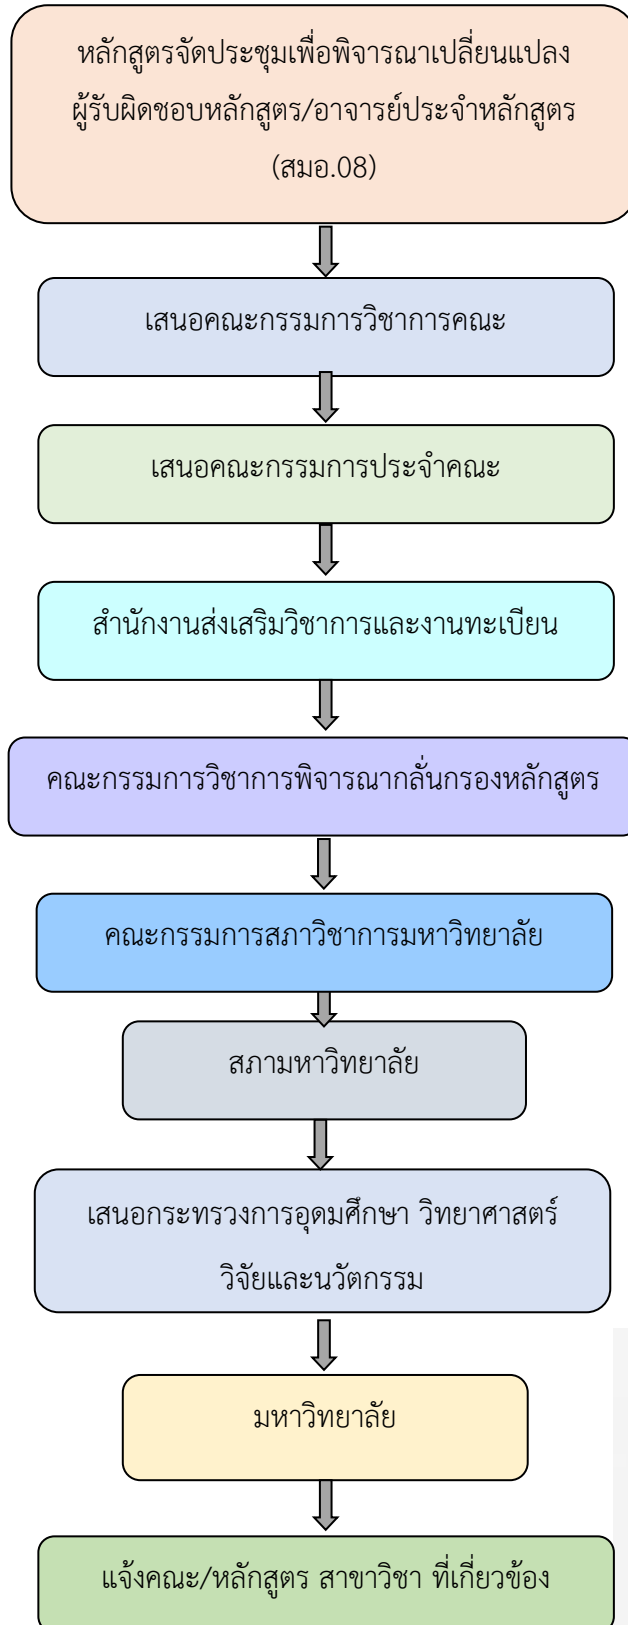 หลักสูตรจัดประชุมเพื่อพิจารณาเปลี่ยนแปลง
ผู้รับผิดชอบหลักสูตร/อาจารย์ประจำหลักสูตร
(สมอ.08)
เสนอคณะกรรมการวิชาการคณะ
เสนอคณะกรรมการประจำคณะ
สำนักงานส่งเสริมวิชาการและงานทะเบียน
คณะกรรมการวิชาการพิจารณากลั่นกรองหลักสูตร
คณะกรรมการสภาวิชาการมหาวิทยาลัย
สภามหาวิทยาลัย
เสนอกระทรวงการอุดมศึกษา วิทยาศาสตร์
วิจัยและนวัตกรรม
มหาวิทยาลัย
แจ้งคณะ/หลักสูตร สาขาวิชา ที่เกี่ยวข้อง